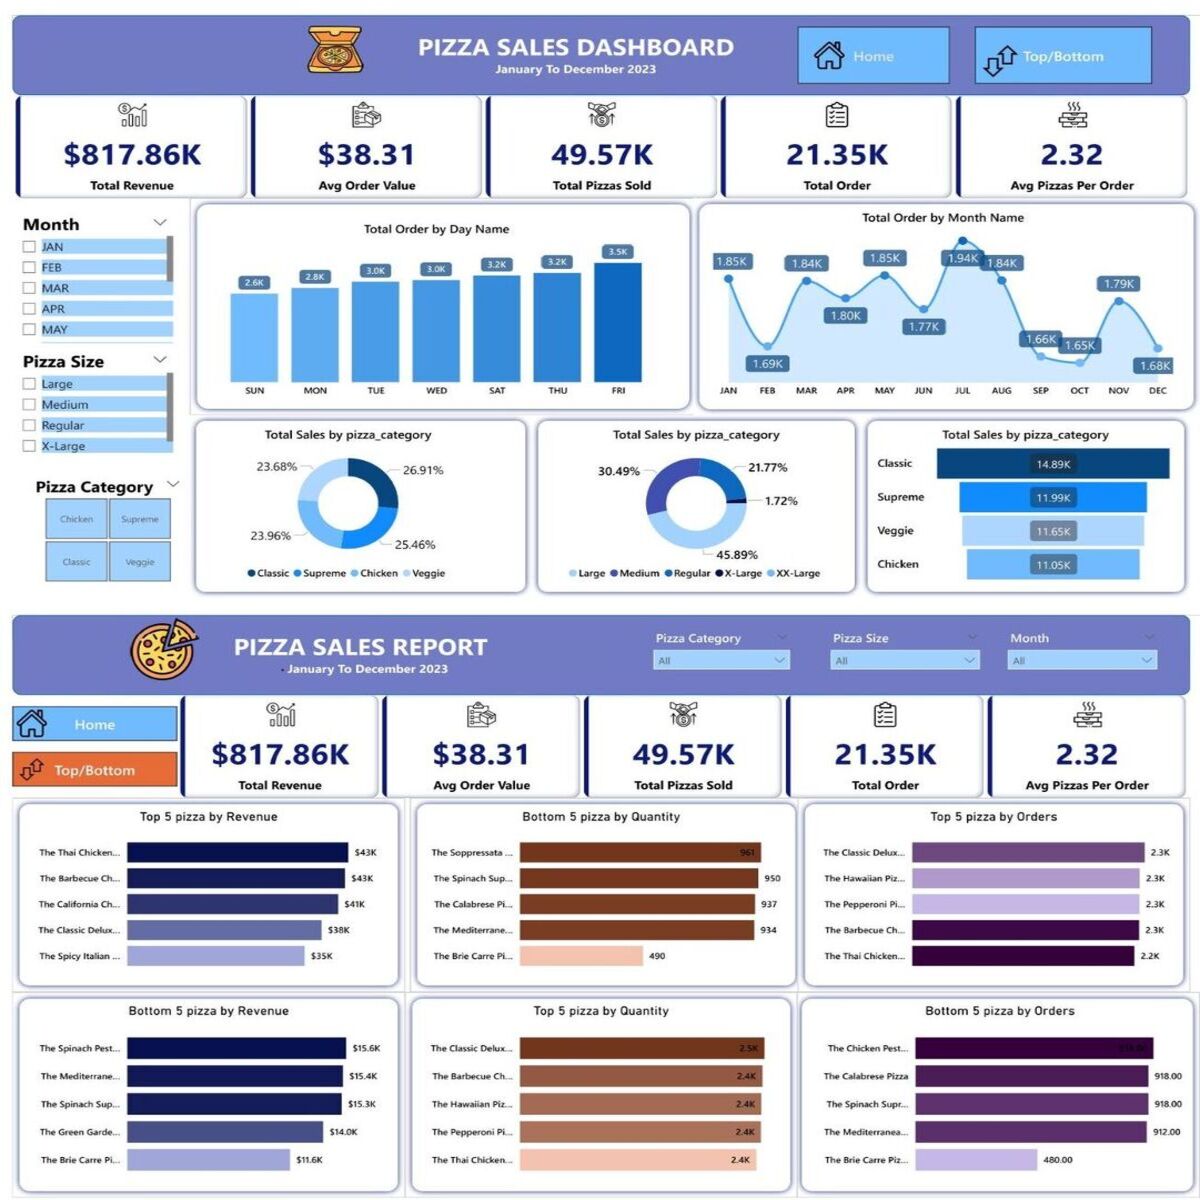 PIZZA SALES DASHBOARD
January To December 2023
Home
Top/Bottom
$817.86K
Total Revenue
$38.31
Avg Order Value
49.57K
Total Pizzas Sold
21.35K
Total Order
2.32
Avg Pizzas Per Order
Month
JAN
FEB
MAR
APR
MAY
Pizza Size
Large
Medium
Regular
X-Large
Pizza Category
Chicken
Supreme
Classic
Veggie
Total Order by Day Name
2.6K
2.8K
3.0K
3.0K
3.2K
3.2K
3.5K
SUN MON TUE WED SAT THU FRI
Total Order by Month Name
1.85K
1.69K
1.84K
1.80K
1.85K
1.77K
1.94K
1.84K
1.66K
1.65K
1.79K
1.68K
JAN FEB MAR APR MAY JUN JUL AUG SEP OCT NOV DEC
Total Sales by pizza_category
23.68%
26.91%
23.96%
25.46%
Classic Supreme Chicken Veggie
Total Sales by pizza_category
30.49%
21.77%
1.72%
45.89%
Large Medium Regular X-Large XX-Large
Total Sales by pizza_category
Classic 14.89K
Supreme 11.99K
Veggie 11.65K
Chicken 11.05K
PIZZA SALES REPORT
January To December 2023
Pizza Category
All
Pizza Size
All
Month
All
Home
Top/Bottom
$817.86K
Total Revenue
$38.31
Avg Order Value
49.57K
Total Pizzas Sold
21.35K
Total Order
2.32
Avg Pizzas Per Order
Top 5 pizza by Revenue
The Thai Chicken... $43K
The Barbecue Ch... $43K
The California Ch... $41K
The Classic Delux... $38K
The Spicy Italian ... $35K
Bottom 5 pizza by Quantity
The Soppressata ... 961
The Spinach Sup... 950
The Calabrese Pi... 937
The Mediterrane... 934
The Brie Carre Pi... 490
Top 5 pizza by Orders
The Classic Delux... 2.3K
The Hawaiian Piz... 2.3K
The Pepperoni Pi... 2.3K
The Barbecue Ch... 2.3K
The Thai Chicken... 2.2K
Bottom 5 pizza by Revenue
The Spinach Pest... $15.6K
The Mediterrane... $15.4K
The Spinach Sup... $15.3K
The Green Garde... $14.0K
The Brie Carre Pi... $11.6K
Top 5 pizza by Quantity
The Classic Delux... 2.5K
The Barbecue Ch... 2.4K
The Hawaiian Piz... 2.4K
The Pepperoni Pi... 2.4K
The Thai Chicken... 2.4K
Bottom 5 pizza by Orders
The Chicken Pest...
The Calabrese Pizza 918.00
The Spinach Supr... 918.00
The Mediterranea... 912.00
The Brie Carre Piz... 480.00